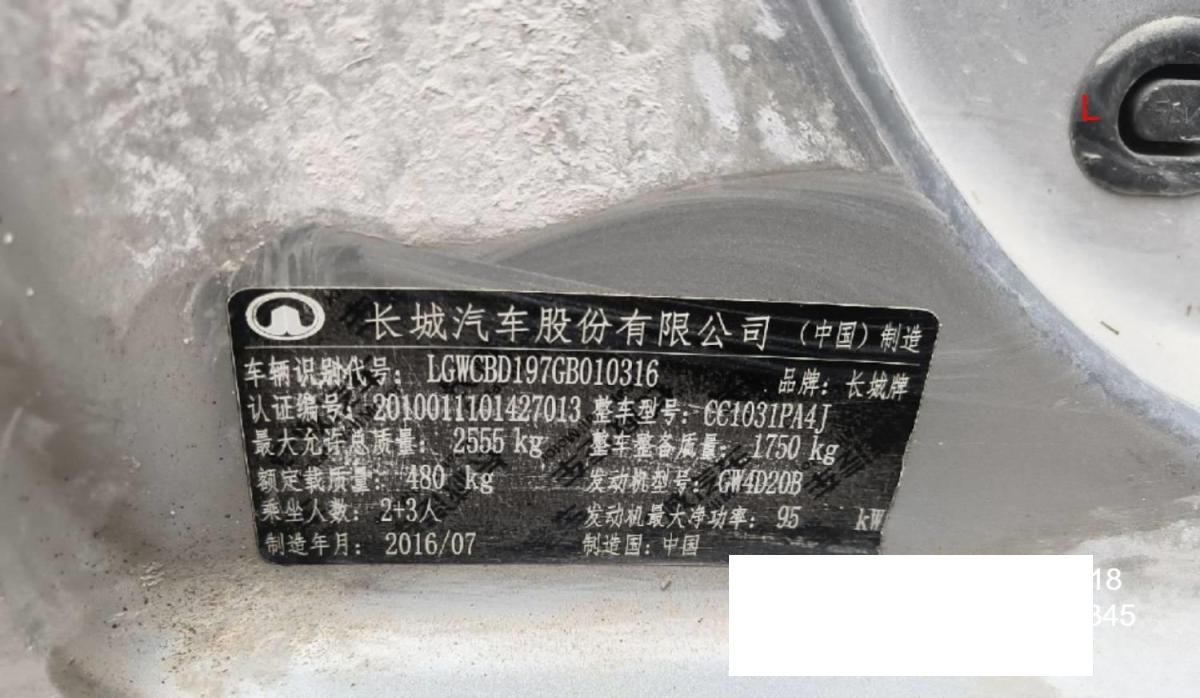 长城汽车股份有限公司 (中国)制造
车辆识别代号: LGWCBD197GB010316 品牌: 长城牌
认证编号: 2010011101427013 整车型号: CC1031PA4J
最大允许总质量: 2555 kg 整车整备质量: 1750 kg
额定载质量: 480 kg 发动机型号: GW4D20B
乘坐人数: 2+3人 发动机最大净功率: 95 kW
制造年月: 2016/07 制造国: 中国
L
18
345